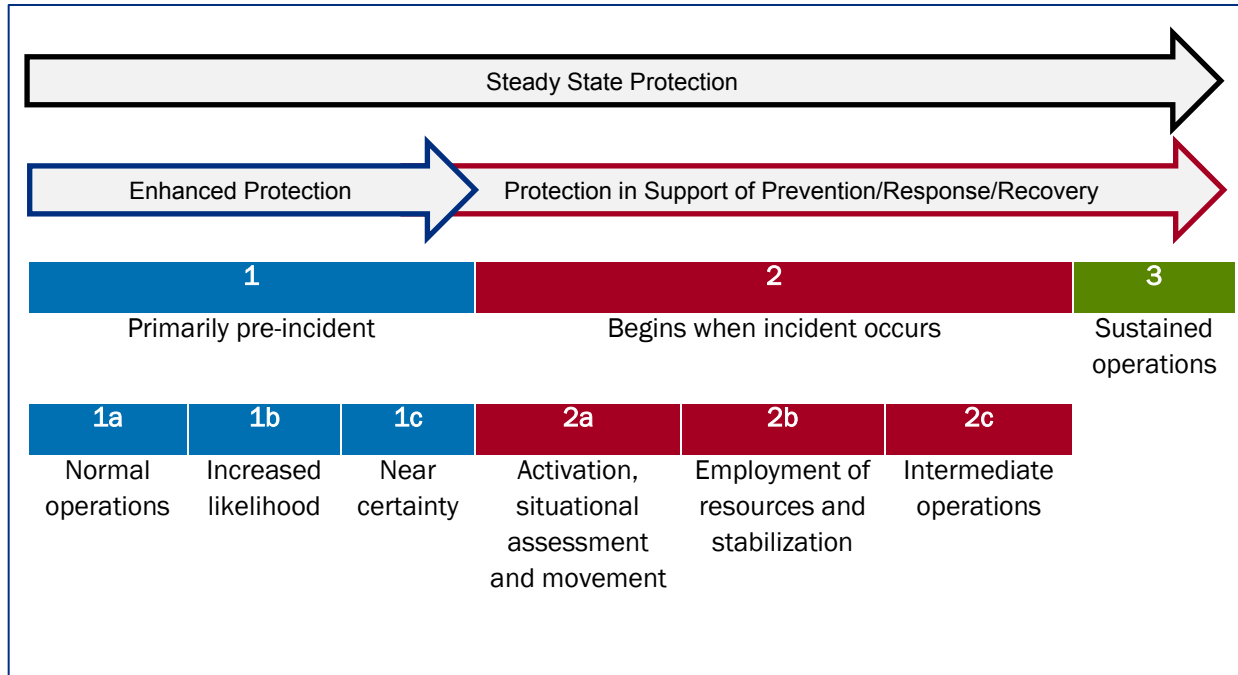 Steady State Protection
Enhanced Protection
Protection in Support of Prevention/Response/Recovery
1
2
3
Primarily pre-incident
Begins when incident occurs
Sustained
operations
1a
1b
1c
2a
2b
2c
Normal
operations
Increased
likelihood
Near
certainty
Activation,
situational
assessment
and movement
Employment of
resources and
stabilization
Intermediate
operations